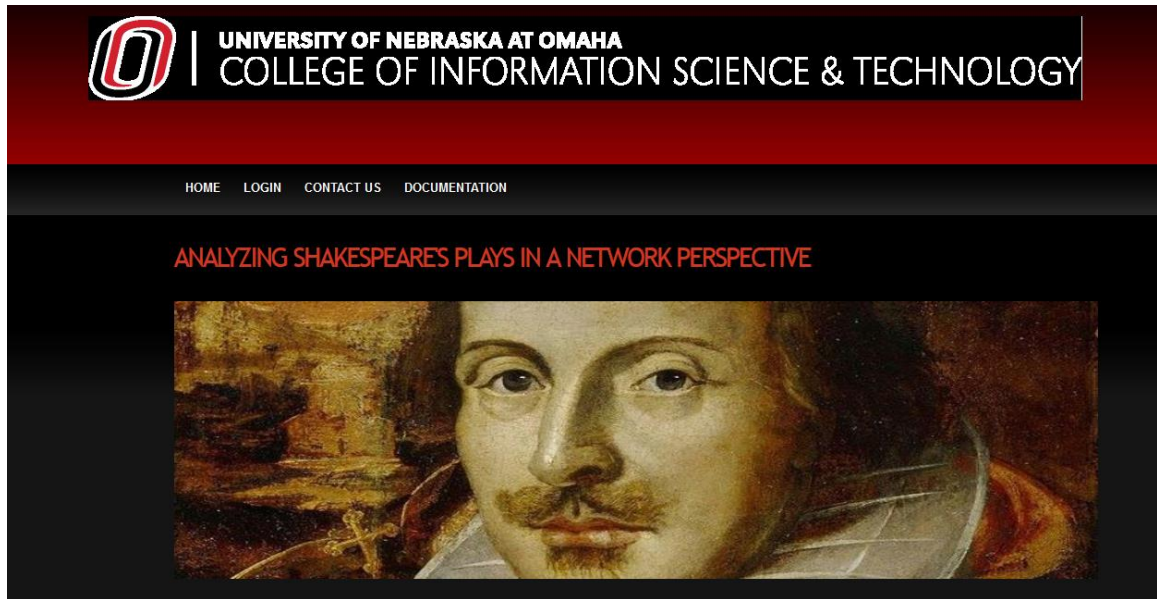 UNIVERSITY OF NEBRASKA AT OMAHA
COLLEGE OF INFORMATION SCIENCE & TECHNOLOGY
HOME LOGIN CONTACT US DOCUMENTATION
ANALYZING SHAKESPEARE'S PLAYS IN A NETWORK PERSPECTIVE